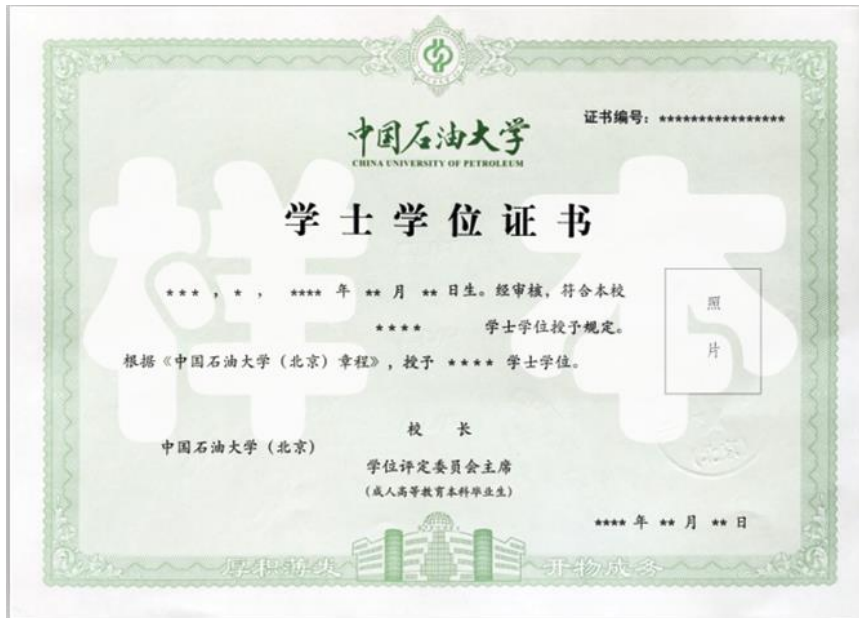 证书编号：****************
中国石油大学
CHINA UNIVERSITY OF PETROLEUM
学士学位证书
***，*， **** 年 ** 月 ** 日生。经审核，符合本校
**** 学士学位授予规定。
根据《中国石油大学（北京）章程》，授予 **** 学士学位。
照
片
样本
校 长
中国石油大学（北京）
学位评定委员会主席
（成人高等教育本科毕业生）
**** 年 ** 月 ** 日
厚积薄发 开物成务